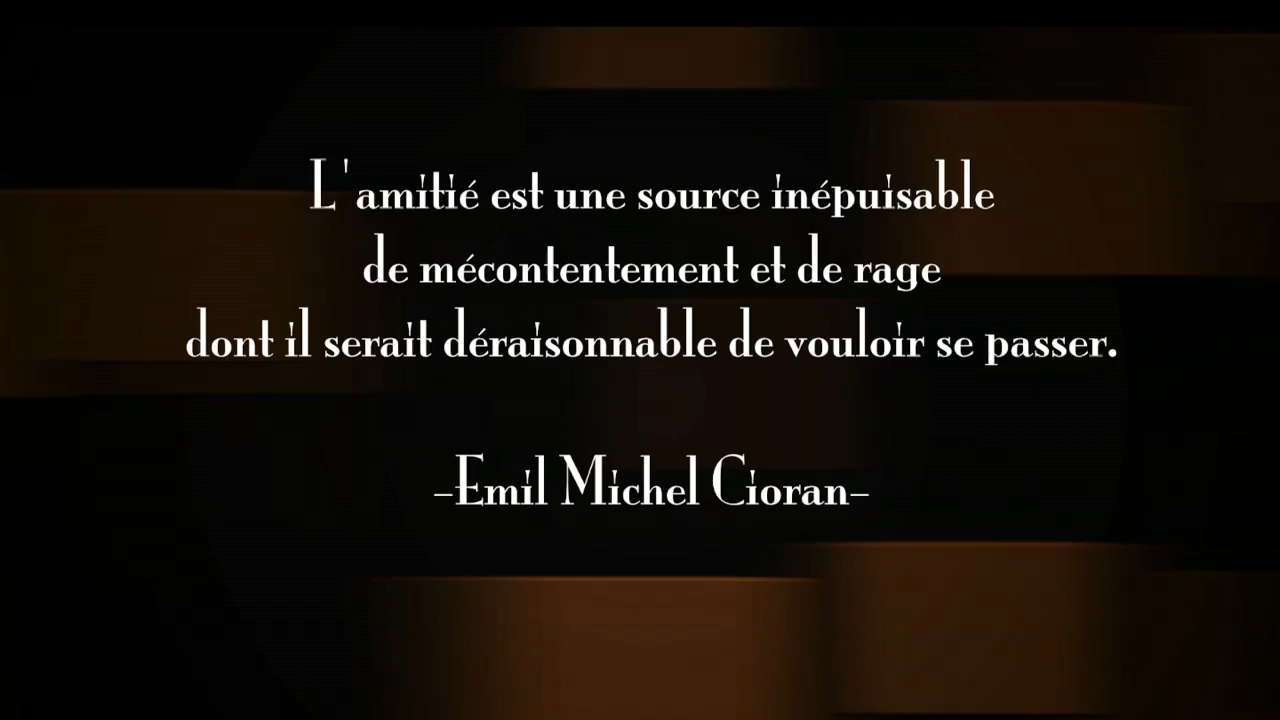 L'amitié est une source inépuisable
de mécontentement et de rage
dont il serait déraisonnable de vouloir se passer.
-Emil Michel Cioran-